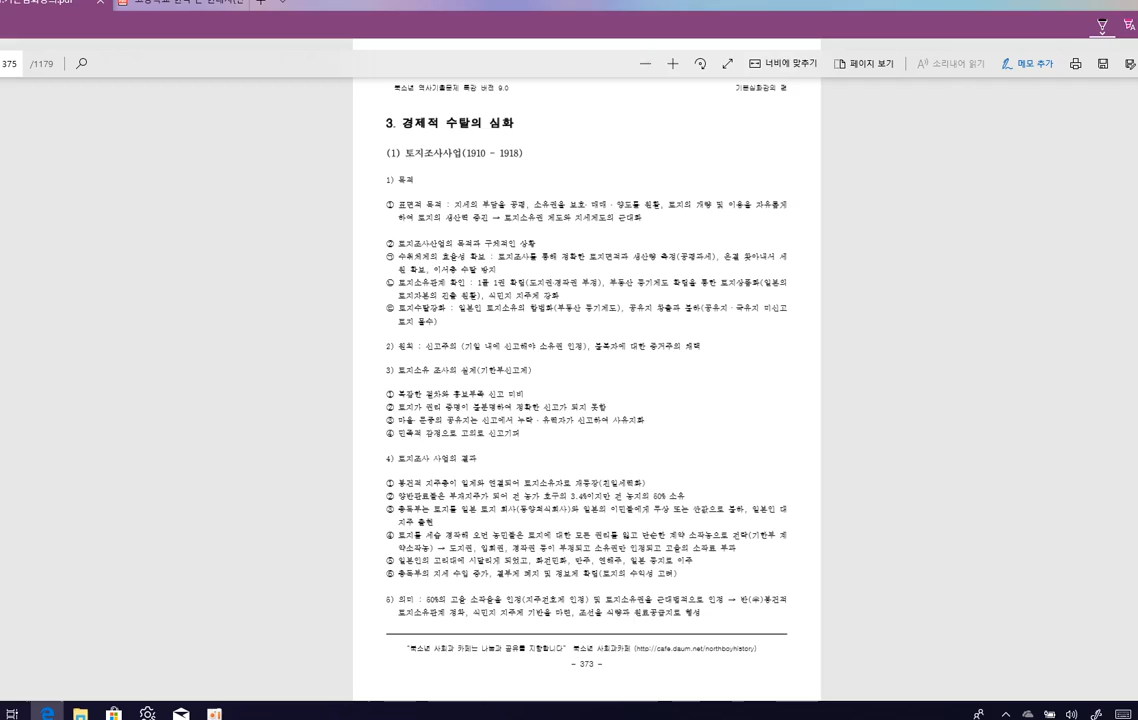 375 /1179 너비에 맞추기 페이지 보기 소리내어 읽기 메모 추가
북소년 역사기출문제 특강 버전 9.0 기본심화강의 편
3. 경제적 수탈의 심화
(1) 토지조사사업(1910 - 1918)
1) 목적
① 표면적 목적 : 지세의 부담을 공평, 소유권을 보호·매매·양도를 원활, 토지의 개량 및 이용을 자유롭게
하여 토지의 생산력 증진 → 토지소유권 제도와 지세제도의 근대화
② 토지조사산업의 목적과 구체적인 상황
㉠ 수취체계의 효율성 확보 : 토지조사를 통해 정확한 토지면적과 생산량 측정(공평과세), 은결 찾아내서 세
원 확보, 이서층 수탈 방지
㉡ 토지소유관계 확인 : 1물 1권 확립(도지권·경작권 부정), 부동산 등기제도 확립을 통한 토지상품화(일본의
토지자본의 진출 원활), 식민지 지주제 강화
㉢ 토지수탈강화 : 일본인 토지소유의 합법화(부동산 등기제도), 공유지 창출과 불하(공유지·국유지 미신고
토지 몰수)
2) 원칙 : 신고주의 (기일 내에 신고해야 소유권 인정), 불복자에 대한 증거주의 채택
3) 토지소유 조사의 실제(기한부신고제)
① 복잡한 절차와 홍보부족 신고 미비
② 토지가 권리 증명이 불분명하여 정확한 신고가 되지 못함
③ 마을·문중의 공유지는 신고에서 누락·유력자가 신고하여 사유지화
④ 민족적 감정으로 고의로 신고기피
4) 토지조사 사업의 결과
① 봉건적 지주층이 일제와 연결되어 토지소유자로 재등장(친일세력화)
② 양반관료들은 부재지주가 되어 전 농가 호구의 3.4%이지만 전 농지의 50% 소유
③ 총독부는 토지를 일본 토지 회사(동양척식회사)와 일본의 이민들에게 무상 또는 싼값으로 불하, 일본인 대
지주 출현
④ 토지를 세습 경작해 오던 농민들은 토지에 대한 모든 권리를 잃고 단순한 계약 소작농으로 전락(기한부 계
약소작농) → 도지권, 입회권, 경작권 등이 부정되고 소유권만 인정되고 고율의 소작료 부과
⑤ 일본인의 고리대에 시달리게 되었고, 화전민화, 만주, 연해주, 일본 등지로 이주
⑥ 총독부의 지세 수입 증가, 결부제 폐지 및 정보제 확립(토지의 수익성 고려)
5) 의미 : 50%의 고율 소작율을 인정(지주전호제 인정) 및 토지소유권을 근대법적으로 인정 → 반(半)봉건적
토지소유관계 정착, 식민지 지주제 기반을 마련, 조선을 식량과 원료공급지로 형성
"북소년 사회과 카페는 나눔과 공유를 지향합니다" 북소년 사회과카페 (http://cafe.daum.net/northboyhistory)
- 373 -